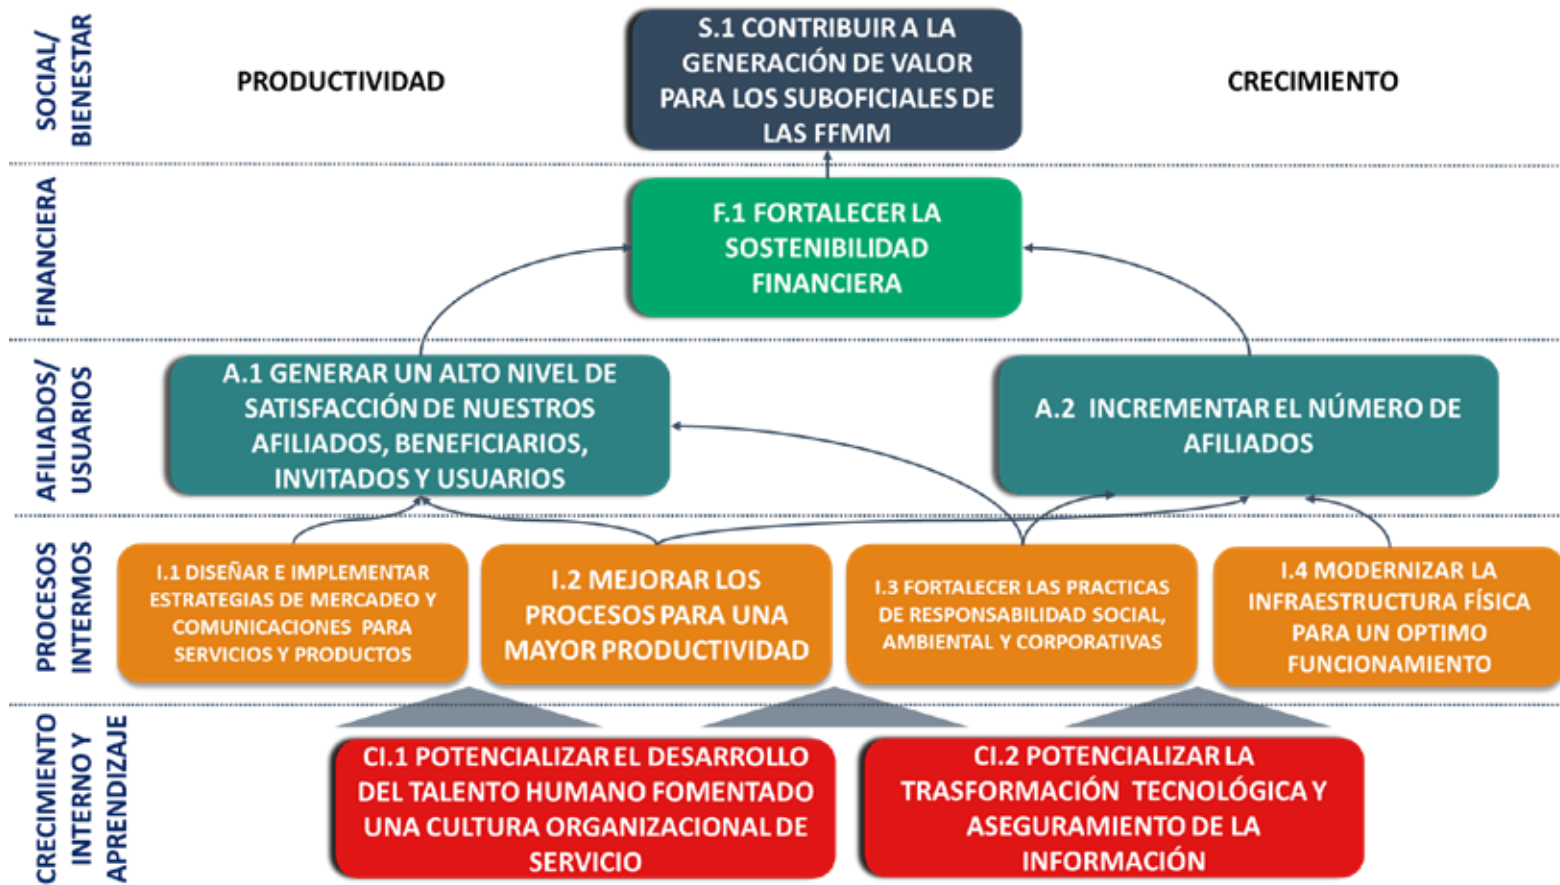 SOCIAL/
BIENESTAR
PRODUCTIVIDAD
S.1 CONTRIBUIR A LA
GENERACIÓN DE VALOR
PARA LOS SUBOFICIALES DE
LAS FFMM
CRECIMIENTO
FINANCIERA
F.1 FORTALECER LA
SOSTENIBILIDAD
FINANCIERA
AFILIADOS/
USUARIOS
A.1 GENERAR UN ALTO NIVEL DE
SATISFACCIÓN DE NUESTROS
AFILIADOS, BENEFICIARIOS,
INVITADOS Y USUARIOS
A.2 INCREMENTAR EL NÚMERO DE
AFILIADOS
PROCESOS
INTERMOS
I.1 DISEÑAR E IMPLEMENTAR
ESTRATEGIAS DE MERCADEO Y
COMUNICACIONES PARA
SERVICIOS Y PRODUCTOS
I.2 MEJORAR LOS
PROCESOS PARA UNA
MAYOR PRODUCTIVIDAD
I.3 FORTALECER LAS PRACTICAS
DE RESPONSABILIDAD SOCIAL,
AMBIENTAL Y CORPORATIVAS
I.4 MODERNIZAR LA
INFRAESTRUCTURA FÍSICA
PARA UN OPTIMO
FUNCIONAMIENTO
CRECIMIENTO
INTERNO Y
APRENDIZAJE
CI.1 POTENCIALIZAR EL DESARROLLO
DEL TALENTO HUMANO FOMENTADO
UNA CULTURA ORGANIZACIONAL DE
SERVICIO
CI.2 POTENCIALIZAR LA
TRASFORMACIÓN TECNOLÓGICA Y
ASEGURAMIENTO DE LA
INFORMACIÓN